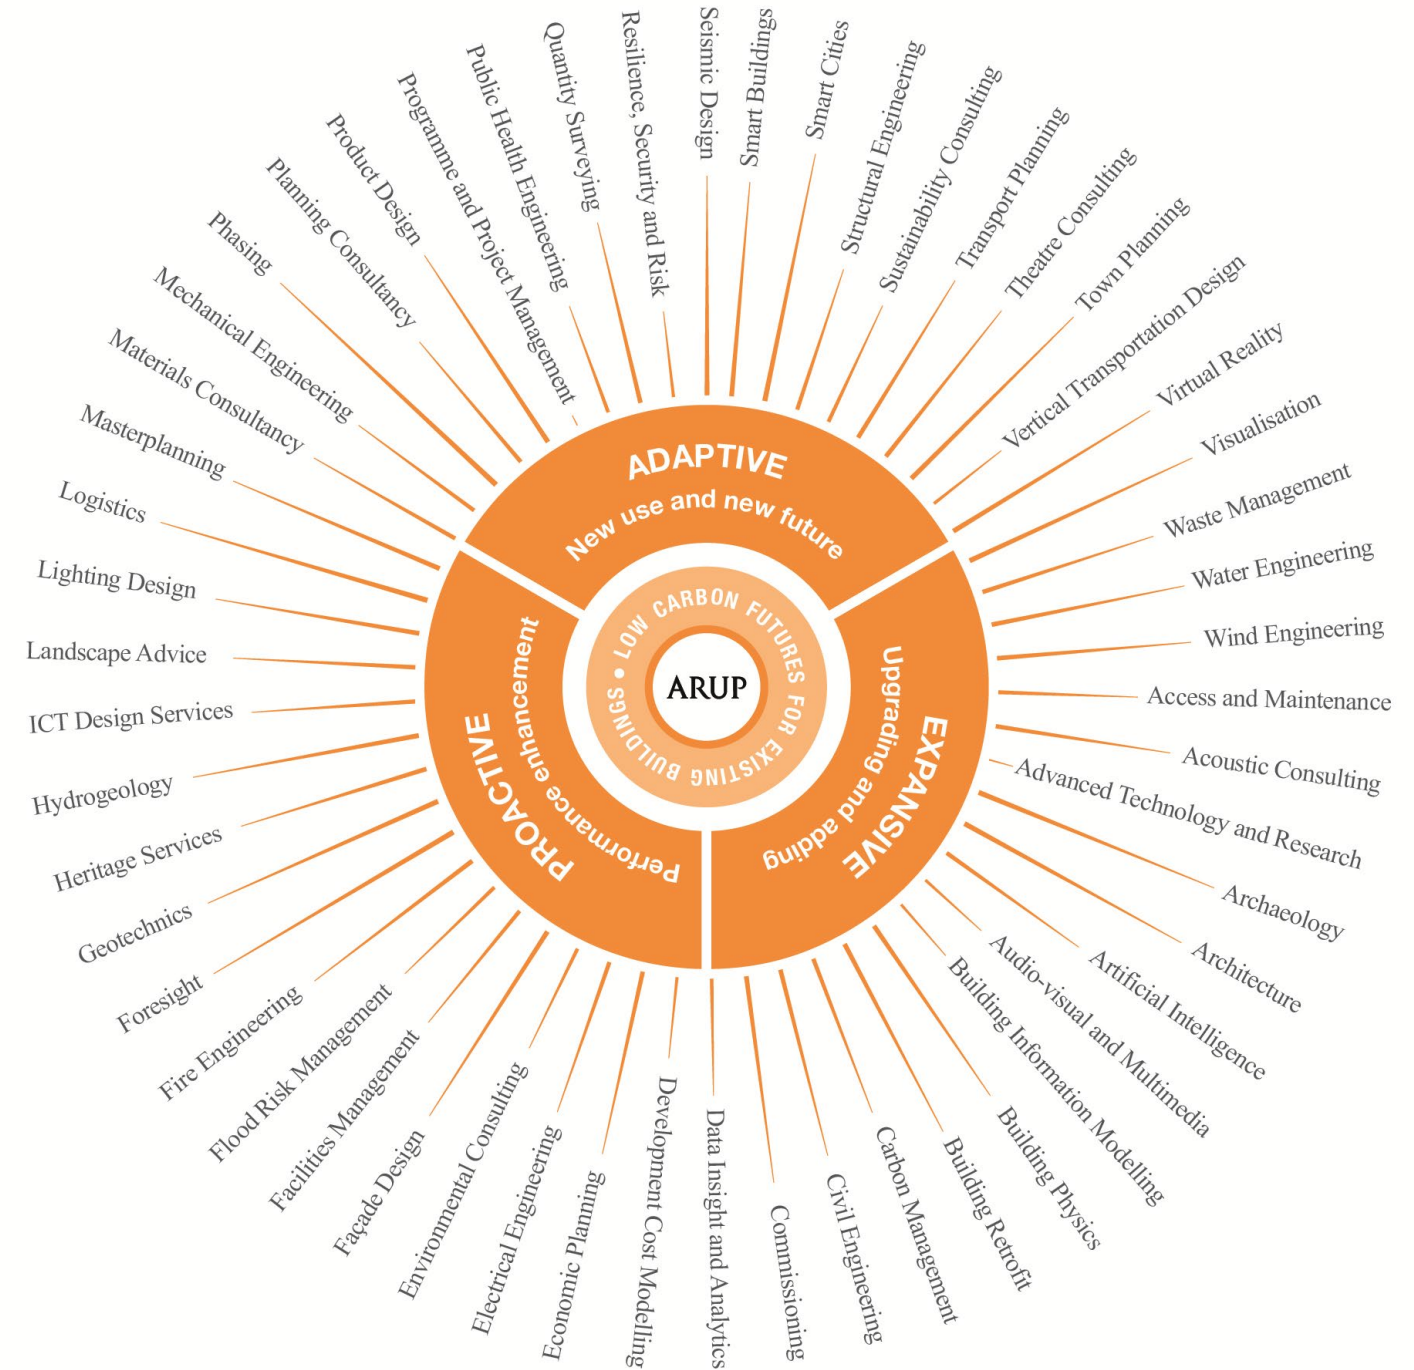 ARUP
LOW CARBON FUTURES FOR EXISTING BUILDINGS •
ADAPTIVE
New use and new future
EXPANSIVE
Upgrading and adding
PROACTIVE
Performance enhancement
Access and Maintenance
Acoustic Consulting
Advanced Technology and Research
Archaeology
Architecture
Artificial Intelligence
Audio-visual and Multimedia
Building Information Modelling
Building Physics
Building Retrofit
Carbon Management
Civil Engineering
Commissioning
Data Insight and Analytics
Development Cost Modelling
Economic Planning
Electrical Engineering
Environmental Consulting
Façade Design
Facilities Management
Flood Risk Management
Fire Engineering
Foresight
Geotechnics
Heritage Services
Hydrogeology
ICT Design Services
Landscape Advice
Lighting Design
Logistics
Masterplanning
Materials Consultancy
Mechanical Engineering
Phasing
Planning Consultancy
Product Design
Programme and Project Management
Public Health Engineering
Quantity Surveying
Resilience, Security and Risk
Seismic Design
Smart Buildings
Smart Cities
Structural Engineering
Sustainability Consulting
Transport Planning
Theatre Consulting
Town Planning
Vertical Transportation Design
Virtual Reality
Visualisation
Waste Management
Water Engineering
Wind Engineering